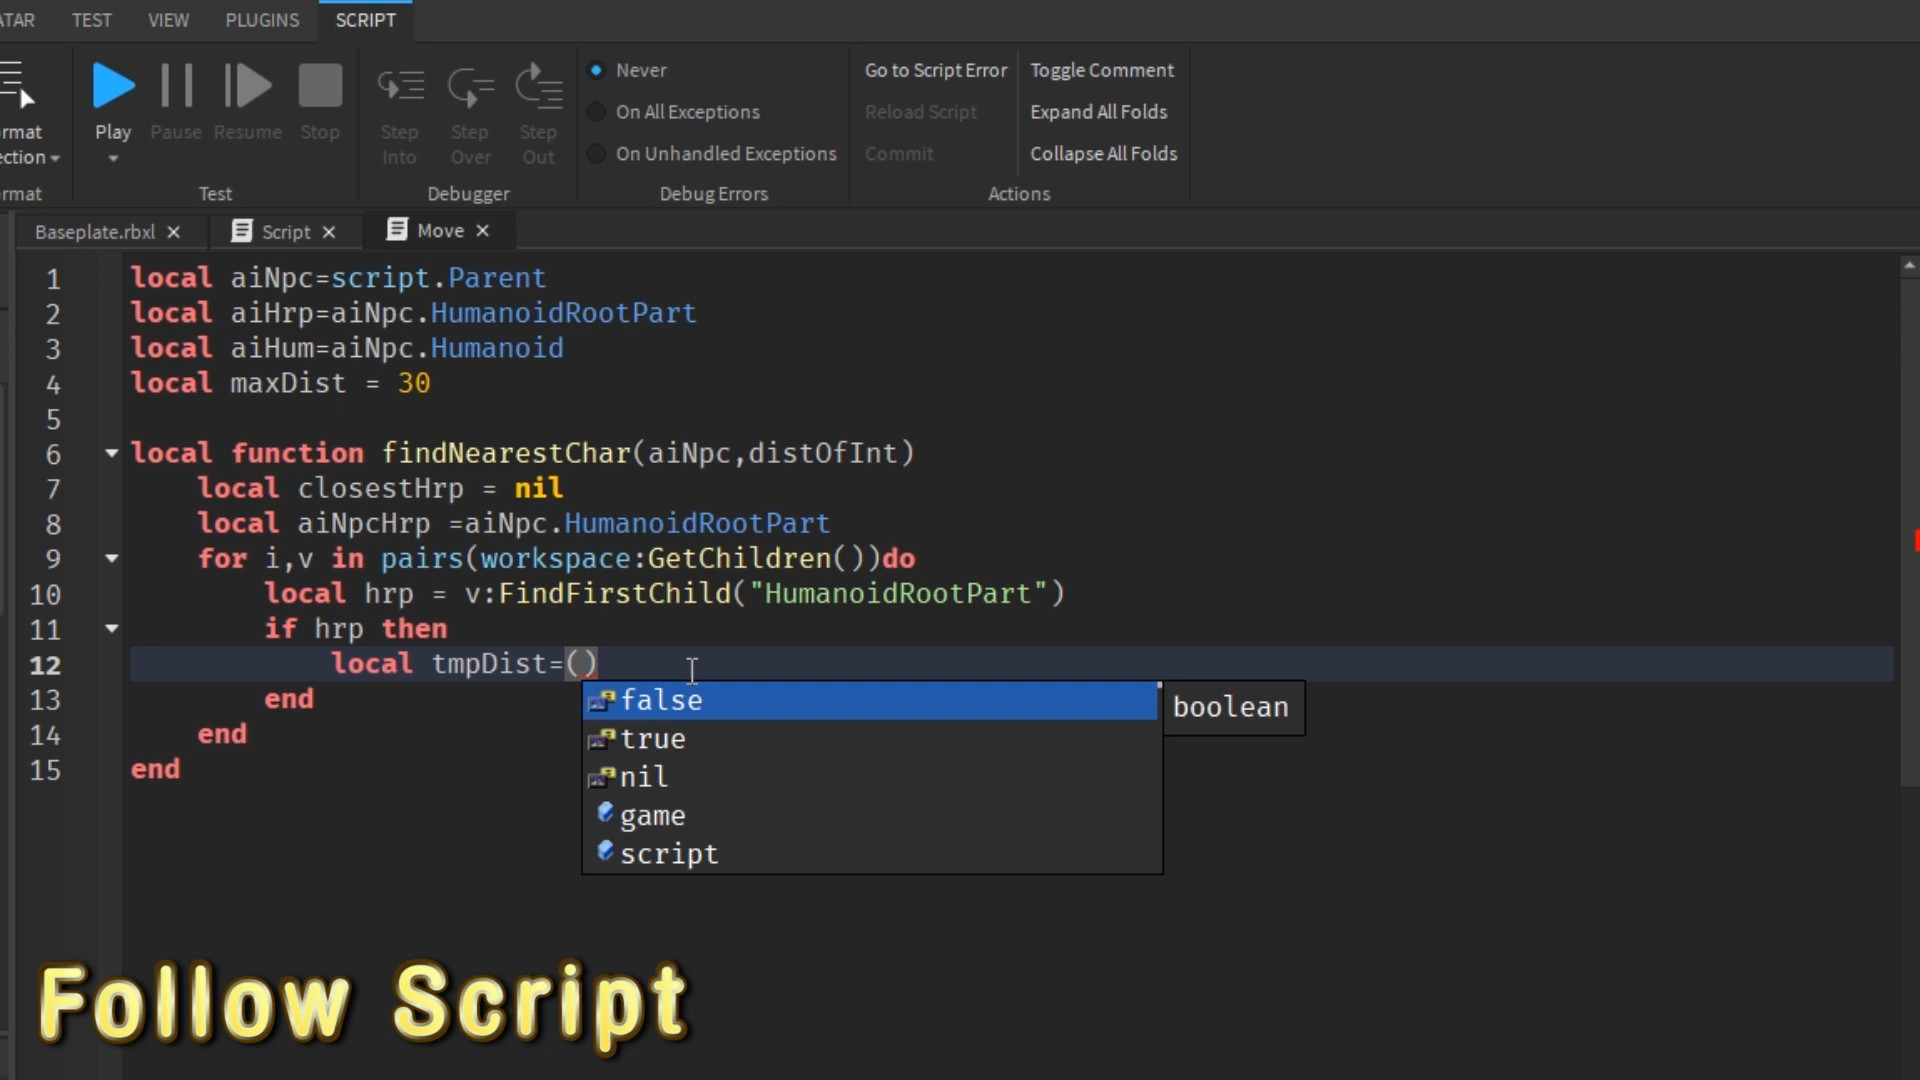 TEST VIEW PLUGINS SCRIPT
Never Go to Script Error Toggle Comment
On All Exceptions Reload Script Expand All Folds
Play Pause Resume Stop Step Into Step Over Step Out On Unhandled Exceptions Commit Collapse All Folds
Test Debugger Debug Errors Actions
Baseplate.rbxl Script Move
1 local aiNpc=script.Parent
2 local aiHrp=aiNpc.HumanoidRootPart
3 local aiHum=aiNpc.Humanoid
4 local maxDist = 30
5
6 local function findNearestChar(aiNpc,distOfInt)
7 local closestHrp = nil
8 local aiNpcHrp =aiNpc.HumanoidRootPart
9 for i,v in pairs(workspace:GetChildren())do
10 local hrp = v:FindFirstChild("HumanoidRootPart")
11 if hrp then
12 local tmpDist=()
13 end
14 end
15 end
false boolean
true
nil
game
script
Follow Script